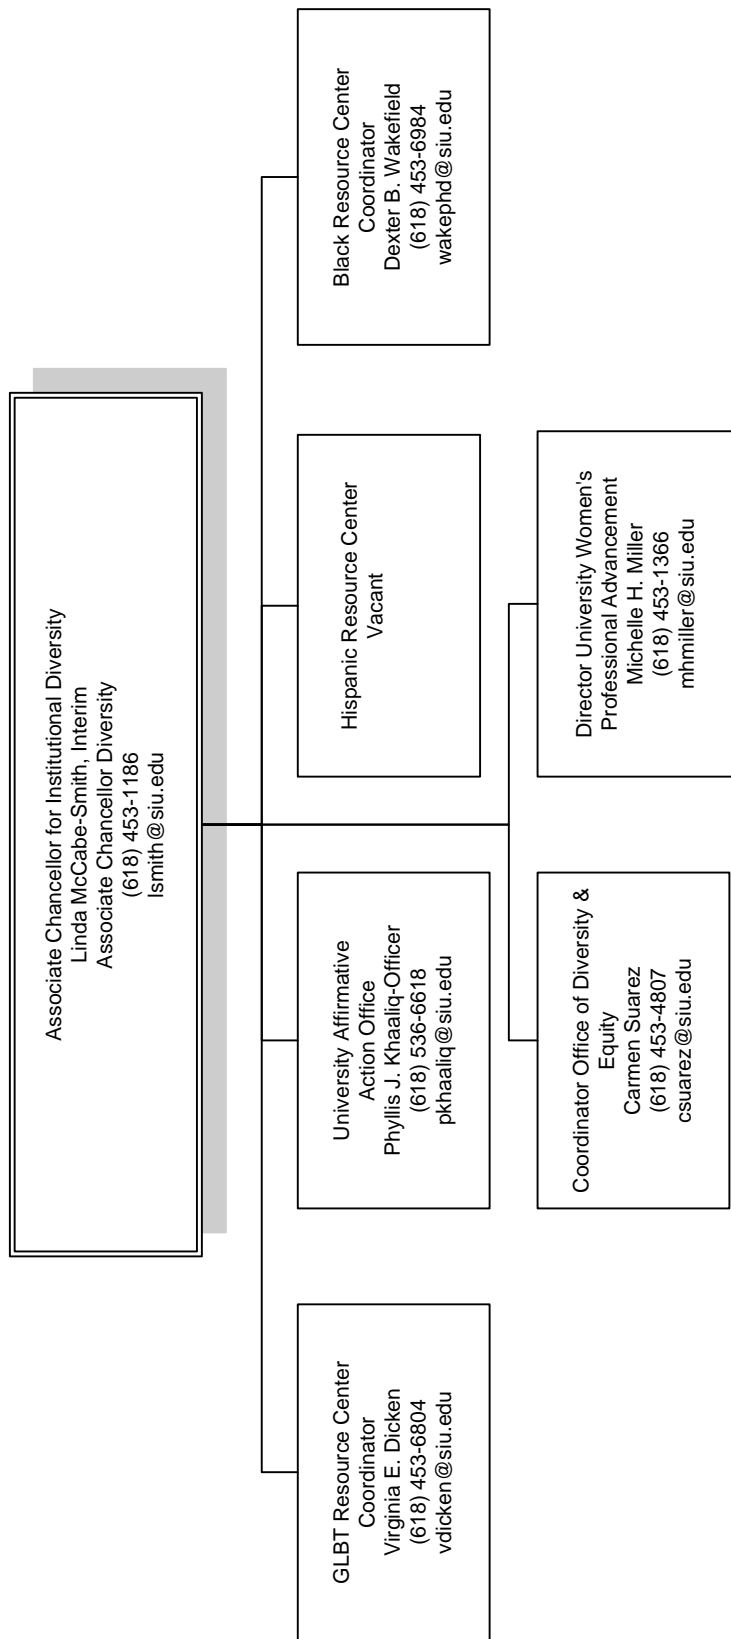 Associate Chancellor for Institutional Diversity
Linda McCabe-Smith, Interim
Associate Chancellor Diversity
(618) 453-1186
lsmith@siu.edu
GLBT Resource Center
Coordinator
Virginia E. Dicken
(618) 453-6804
vdicken@siu.edu
University Affirmative
Action Office
Phyllis J. Khaaliq-Officer
(618) 536-6618
pkhaaliq@siu.edu
Hispanic Resource Center
Vacant
Black Resource Center
Coordinator
Dexter B. Wakefield
(618) 453-6984
wakephd@siu.edu
Coordinator Office of Diversity &
Equity
Carmen Suarez
(618) 453-4807
csuarez@siu.edu
Director University Women's
Professional Advancement
Michelle H. Miller
(618) 453-1366
mhmiller@siu.edu